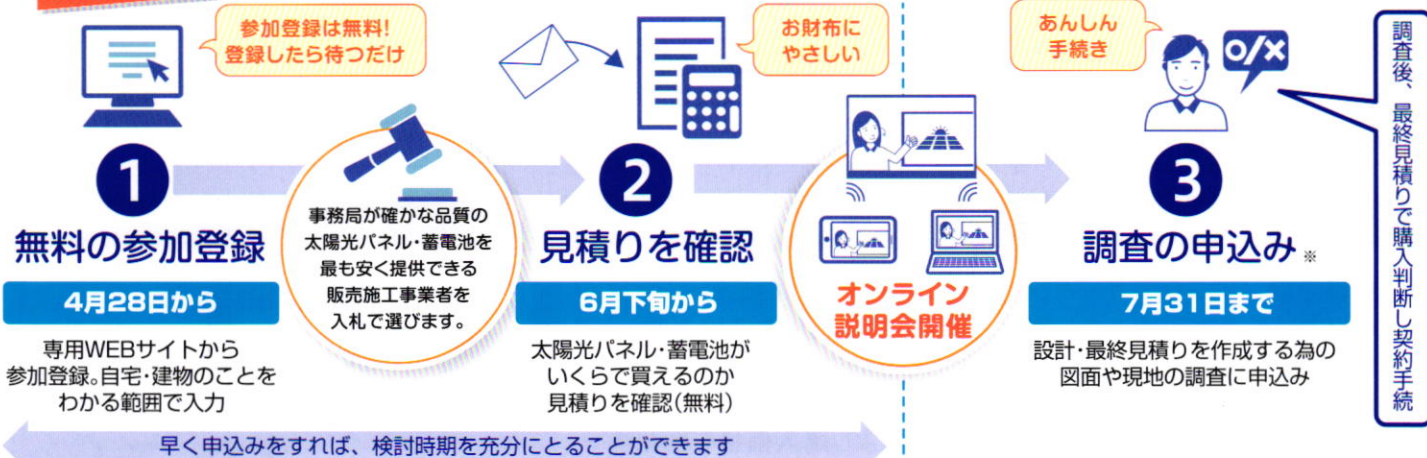 参加登録は無料!
登録したら待つだけ
1
無料の参加登録
4月28日から
専用WEBサイトから
参加登録。自宅・建物のことを
わかる範囲で入力
事務局が確かな品質の
太陽光パネル・蓄電池を
最も安く提供できる
販売施工事業者を
入札で選びます。
お財布に
やさしい
2
見積りを確認
6月下旬から
太陽光パネル・蓄電池が
いくらで買えるのか
見積りを確認(無料)
早く申込みをすれば、検討時期を充分にとることができます
オンライン
説明会開催
あんしん
手続き
o/×
3
調査の申込み※
7月31日まで
設計・最終見積りを作成する為の
図面や現地の調査に申込み
調査後、最終見積りで購入判断し契約手続